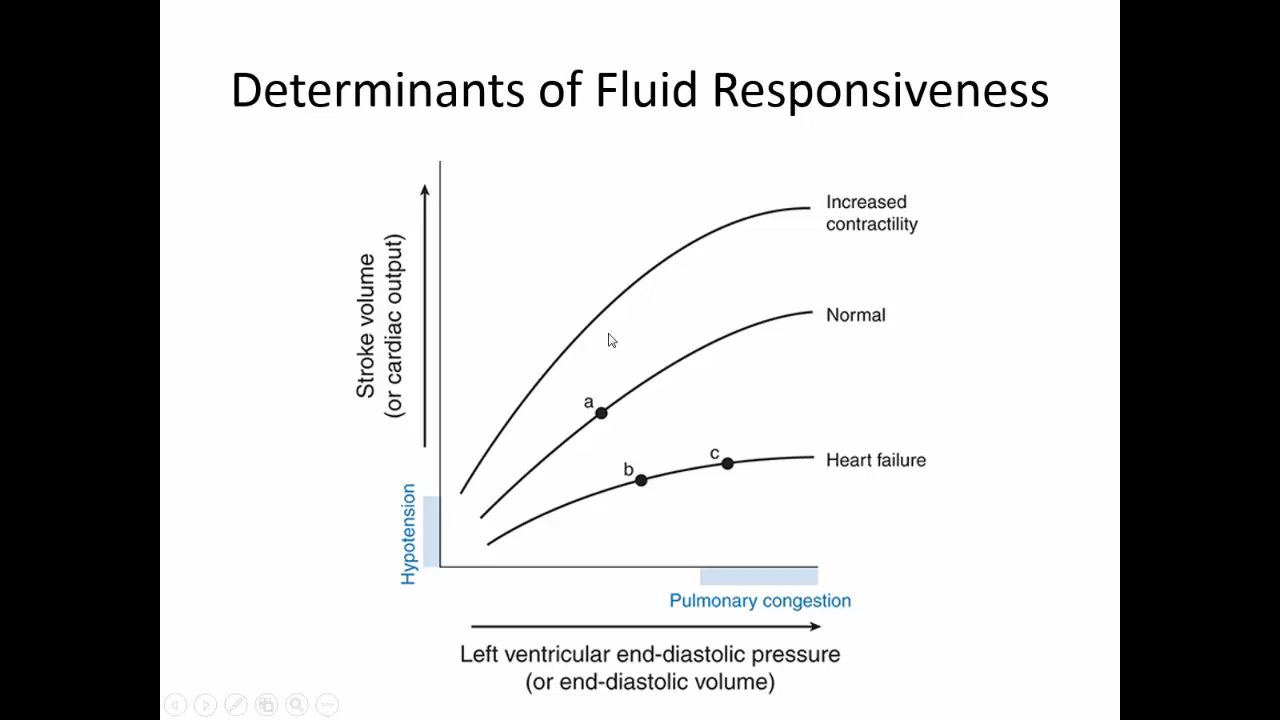 Determinants of Fluid Responsiveness
Increased
contractility
Stroke volume
(or cardiac output)
Normal
a
b
c
Heart failure
Hypotension
Pulmonary congestion
Left ventricular end-diastolic pressure
(or end-diastolic volume)